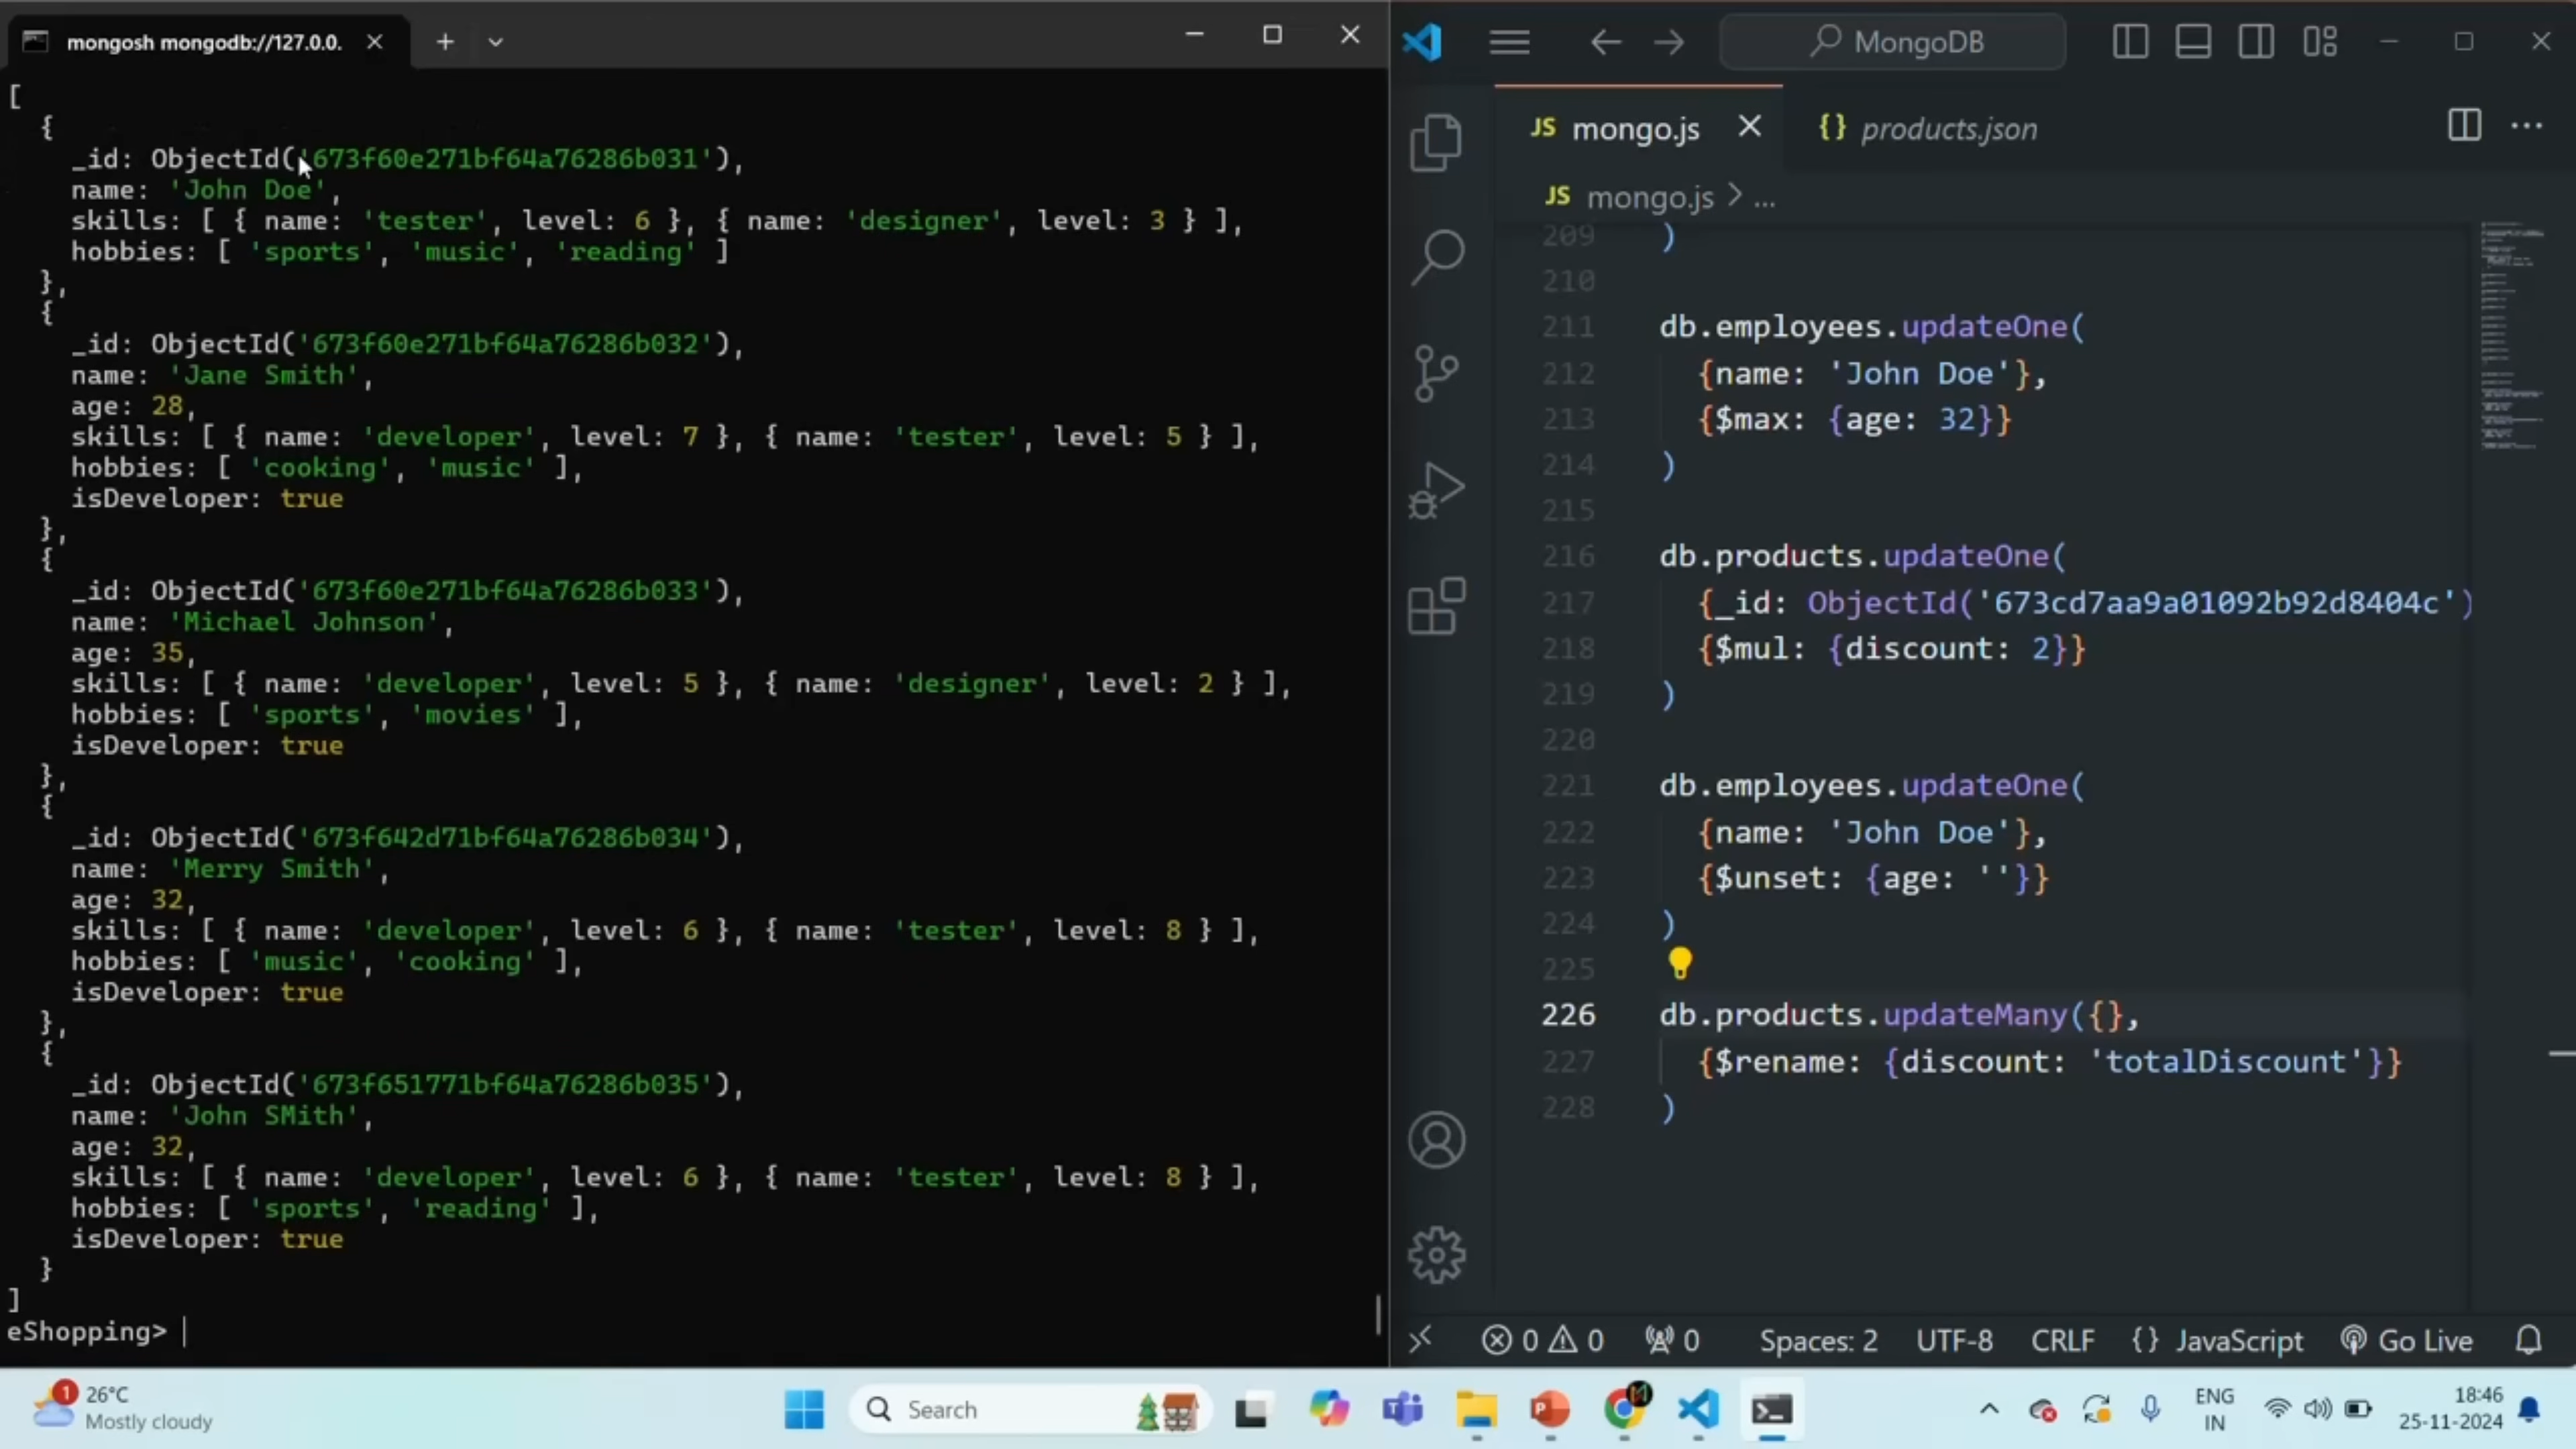 mongosh mongodb://127.0.0.
[
{
_id: ObjectId('673f60e271bf64a76286b031'),
name: 'John Doe',
skills: [ { name: 'tester', level: 6 }, { name: 'designer', level: 3 } ],
hobbies: [ 'sports', 'music', 'reading' ]
},
{
_id: ObjectId('673f60e271bf64a76286b032'),
name: 'Jane Smith',
age: 28,
skills: [ { name: 'developer', level: 7 }, { name: 'tester', level: 5 } ],
hobbies: [ 'cooking', 'music' ],
isDeveloper: true
},
{
_id: ObjectId('673f60e271bf64a76286b033'),
name: 'Michael Johnson',
age: 35,
skills: [ { name: 'developer', level: 5 }, { name: 'designer', level: 2 } ],
hobbies: [ 'sports', 'movies' ],
isDeveloper: true
},
{
_id: ObjectId('673f642d71bf64a76286b034'),
name: 'Merry Smith',
age: 32,
skills: [ { name: 'developer', level: 6 }, { name: 'tester', level: 8 } ],
hobbies: [ 'music', 'cooking' ],
isDeveloper: true
},
{
_id: ObjectId('673f651771bf64a76286b035'),
name: 'John SMith',
age: 32,
skills: [ { name: 'developer', level: 6 }, { name: 'tester', level: 8 } ],
hobbies: [ 'sports', 'reading' ],
isDeveloper: true
}
]
eShopping>
MongoDB
JS mongo.js
{} products.json
JS mongo.js > ...
209 )
210
211 db.employees.updateOne(
212 {name: 'John Doe'},
213 {$max: {age: 32}}
214 )
215
216 db.products.updateOne(
217 {_id: ObjectId('673cd7aa9a01092b92d8404c')
218 {$mul: {discount: 2}}
219 )
220
221 db.employees.updateOne(
222 {name: 'John Doe'},
223 {$unset: {age: ''}}
224 )
225
226 db.products.updateMany({},
227 {$rename: {discount: 'totalDiscount'}}
228 )
0 0 0 Spaces: 2 UTF-8 CRLF {} JavaScript Go Live
1 26°C
Mostly cloudy
Search
ENG
IN
18:46
25-11-2024